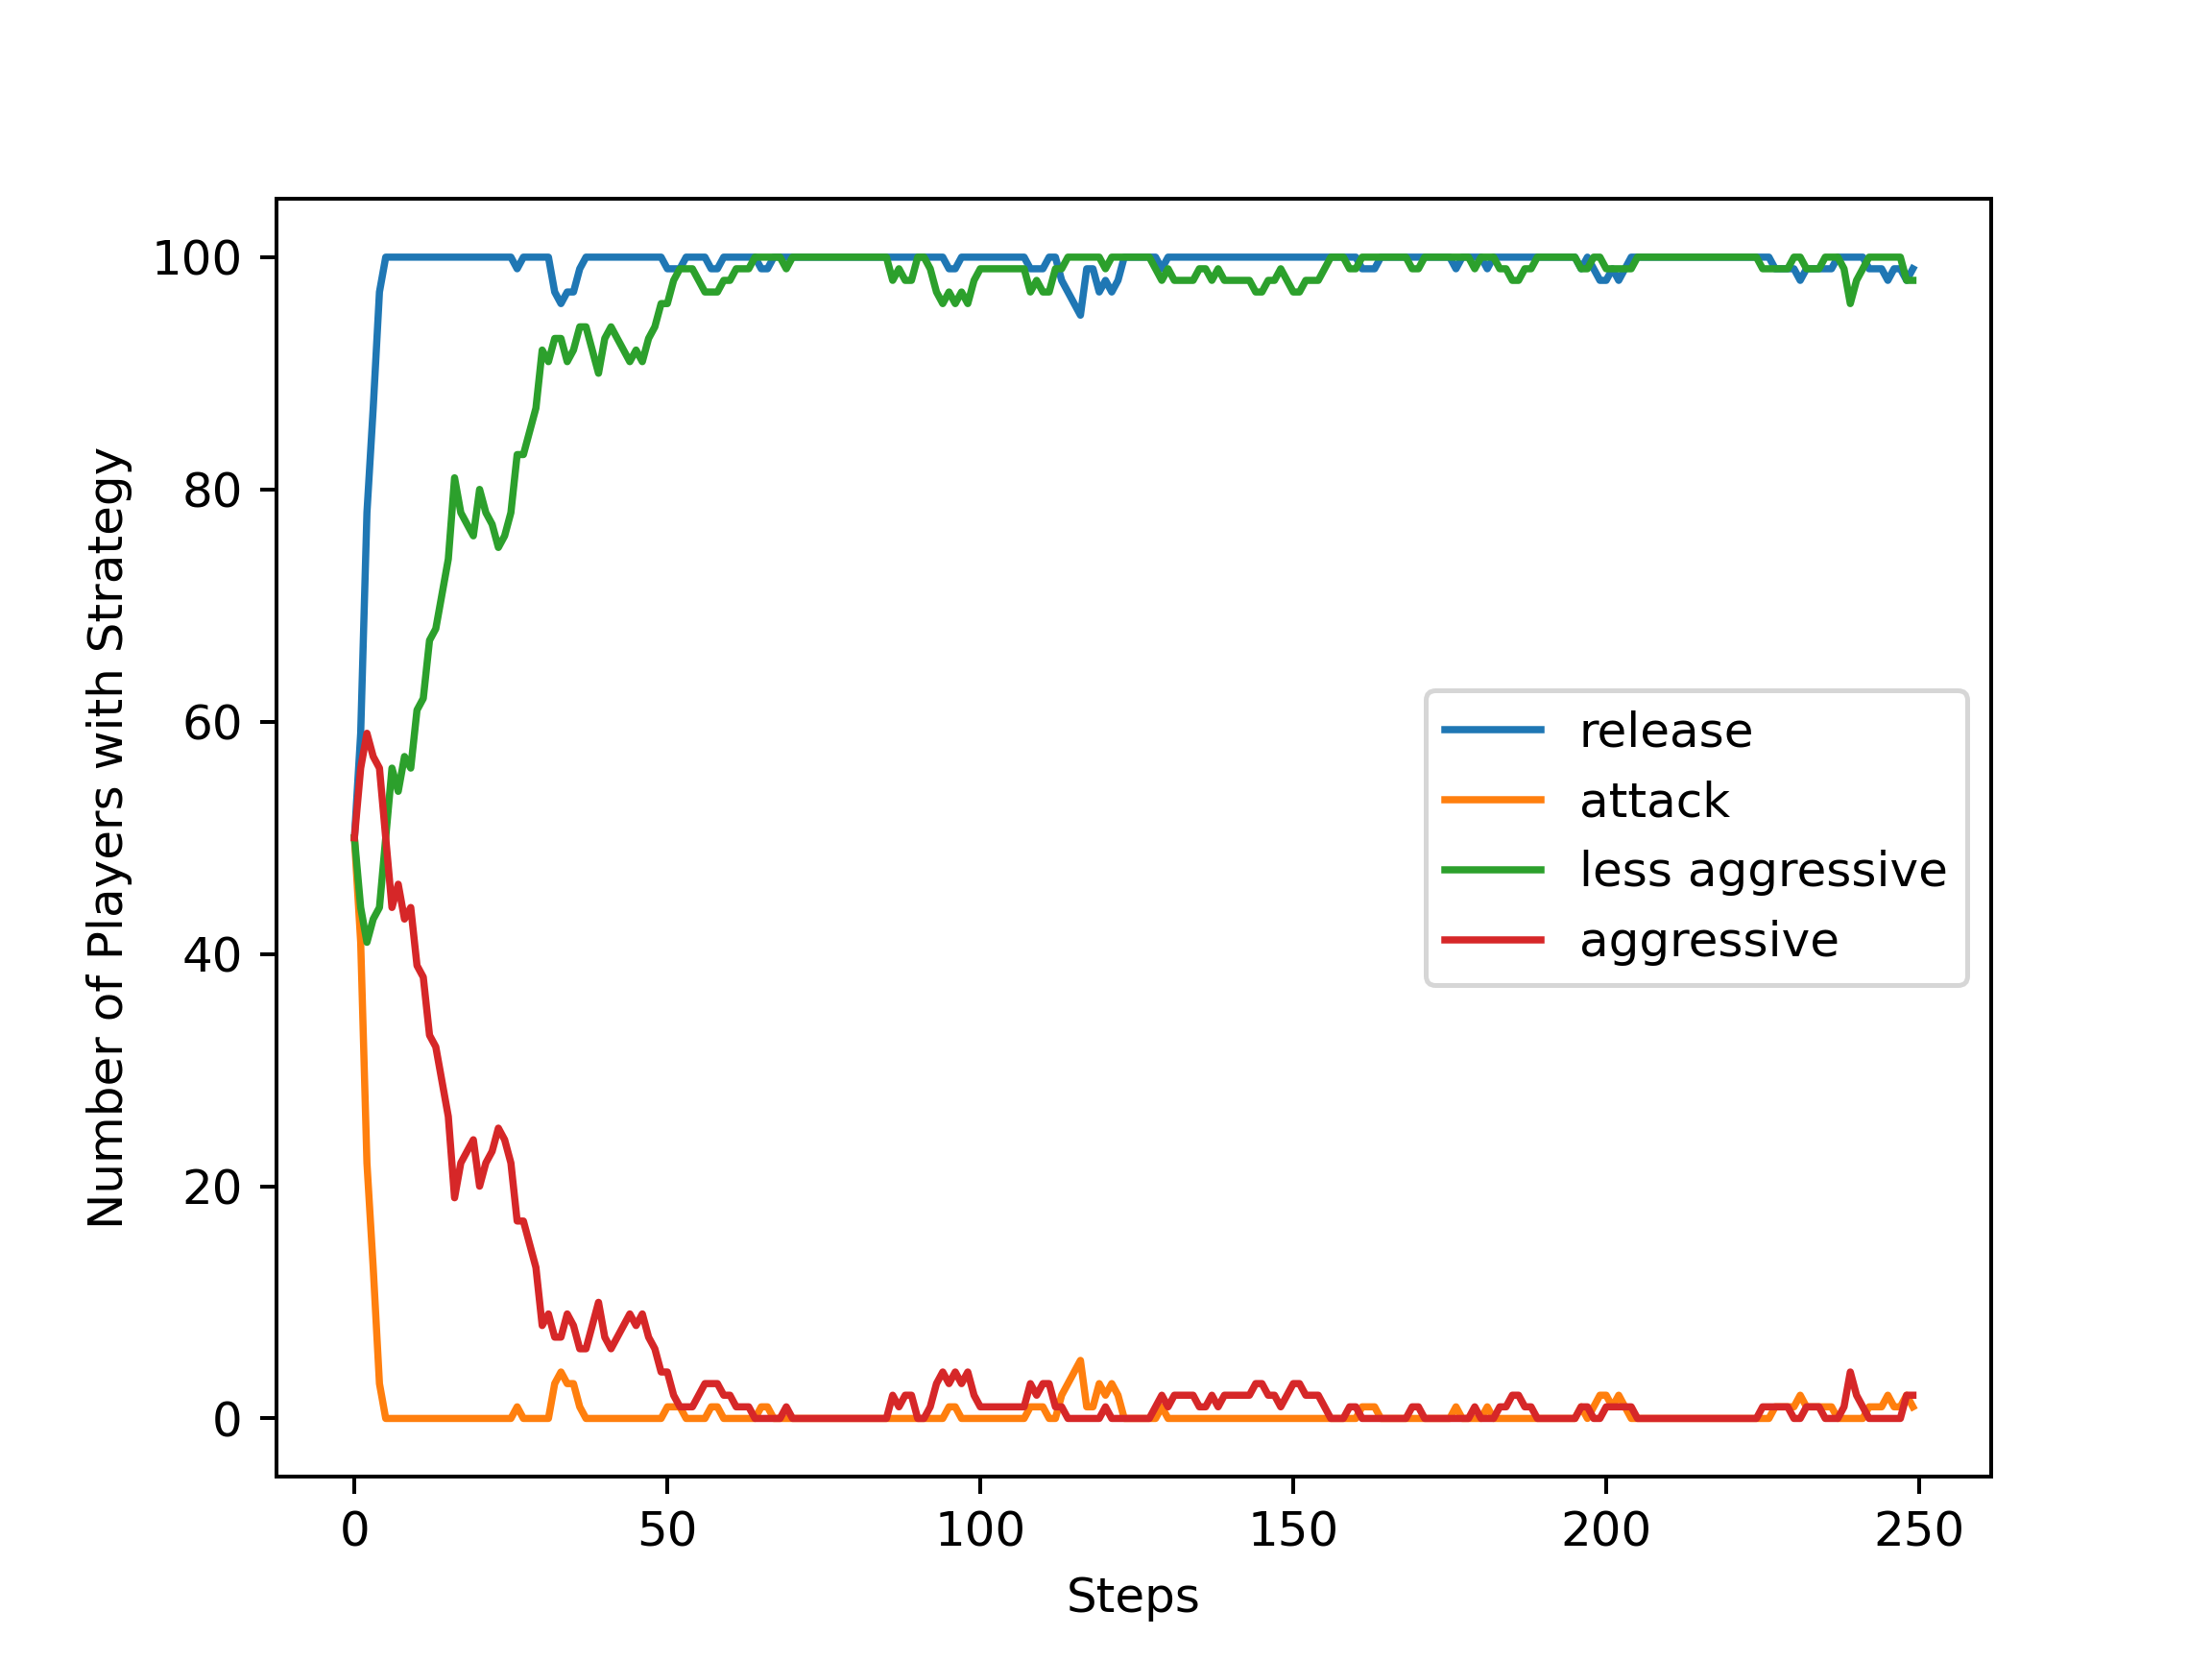 100
80
60
40
20
0
Number of Players with Strategy
release
attack
less aggressive
aggressive
0 50 100 150 200 250
Steps